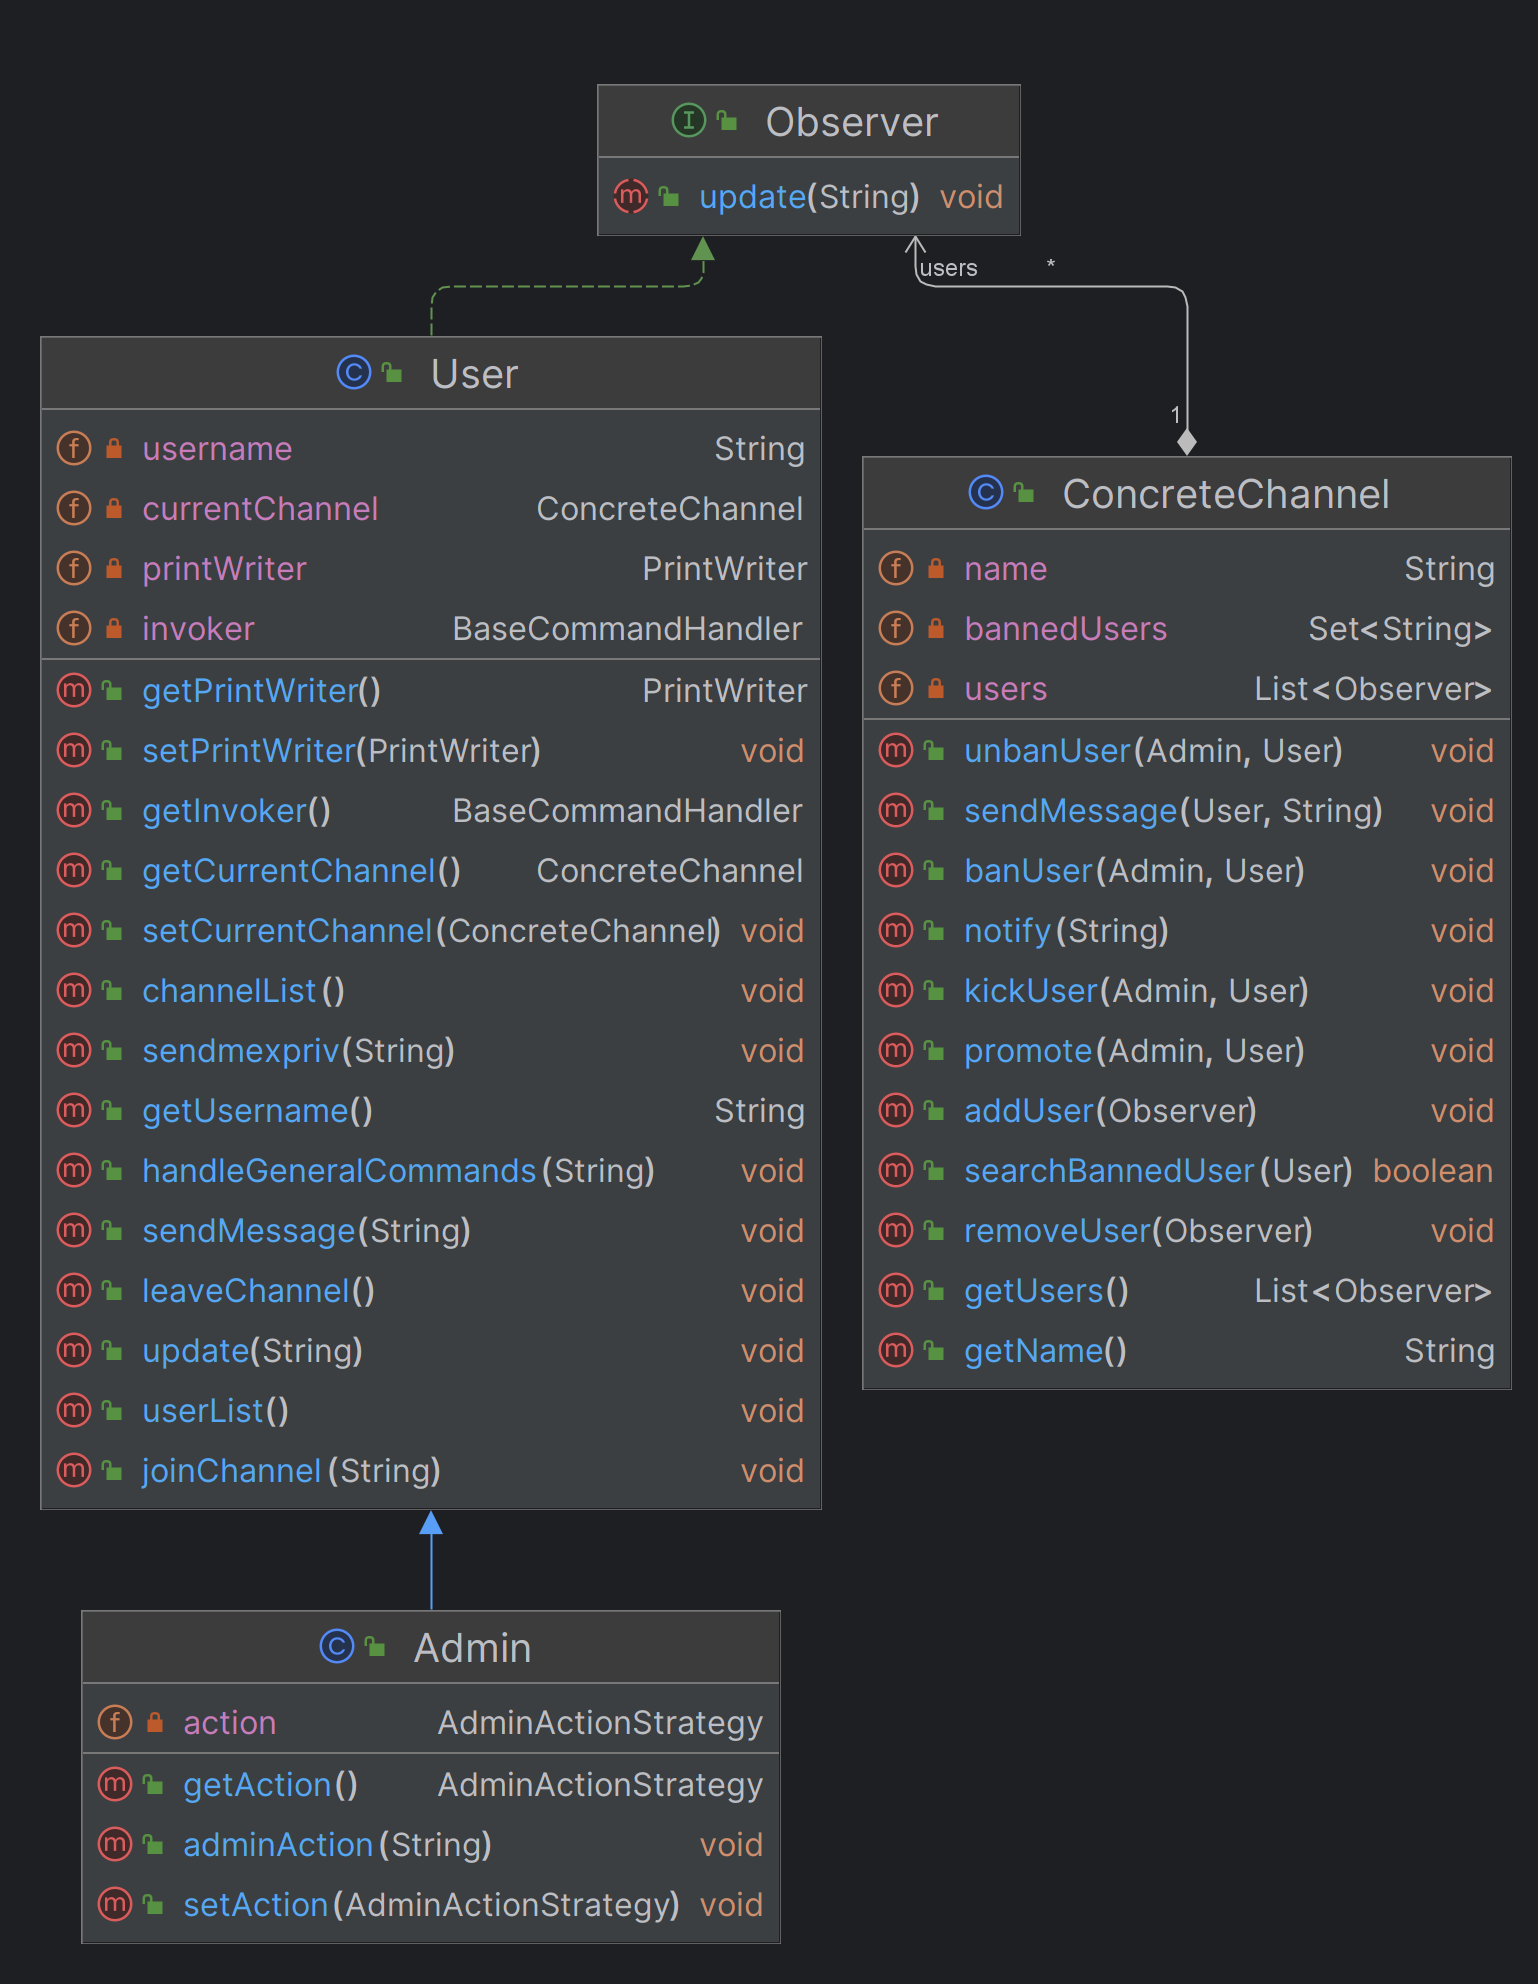 Observer
update(String) void
users *
1
User
username String
currentChannel ConcreteChannel
printWriter PrintWriter
invoker BaseCommandHandler
getPrintWriter() PrintWriter
setPrintWriter(PrintWriter) void
getInvoker() BaseCommandHandler
getCurrentChannel() ConcreteChannel
setCurrentChannel(ConcreteChannel) void
channelList() void
sendmexpriv(String) void
getUsername() String
handleGeneralCommands(String) void
sendMessage(String) void
leaveChannel() void
update(String) void
userList() void
joinChannel(String) void
ConcreteChannel
name String
bannedUsers Set<String>
users List<Observer>
unbanUser(Admin, User) void
sendMessage(User, String) void
banUser(Admin, User) void
notify(String) void
kickUser(Admin, User) void
promote(Admin, User) void
addUser(Observer) void
searchBannedUser(User) boolean
removeUser(Observer) void
getUsers() List<Observer>
getName() String
Admin
action AdminActionStrategy
getAction() AdminActionStrategy
adminAction(String) void
setAction(AdminActionStrategy) void